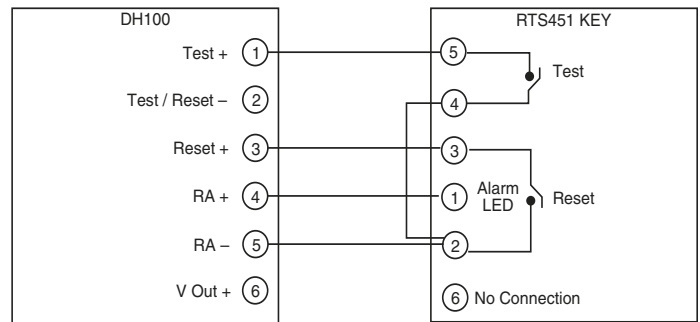 DH100
RTS451 KEY
Test + 1
5
Test
Test / Reset – 2
4
Reset + 3
3
RA + 4
1 Alarm
LED
Reset
RA – 5
2
V Out + 6
6 No Connection